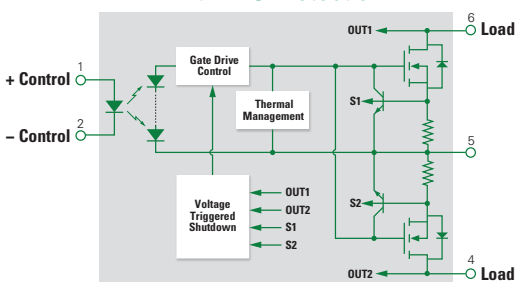 OUT1
6
Load
Gate Drive
Control
1
+ Control
S1
Thermal
Management
2
– Control
5
Voltage
Triggered
Shutdown
OUT1
OUT2
S1
S2
S2
OUT2
4
Load